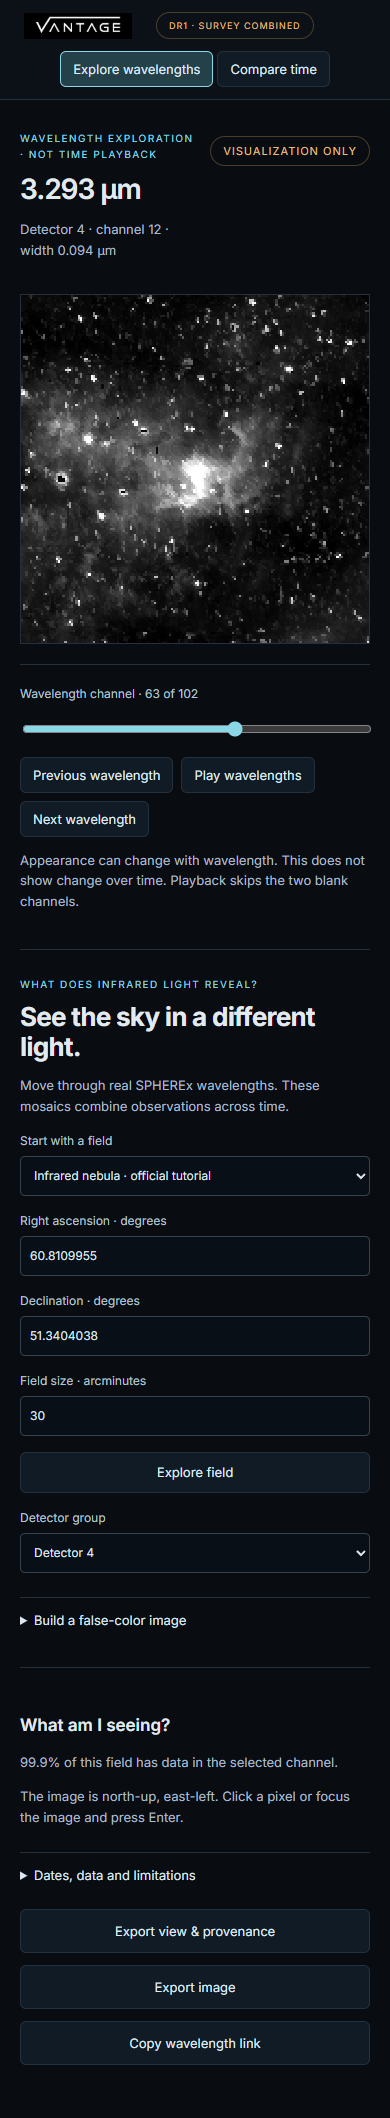 VANTAGE
DR1 · SURVEY COMBINED
Explore wavelengths
Compare time
WAVELENGTH EXPLORATION
· NOT TIME PLAYBACK
VISUALIZATION ONLY
3.293 µm
Detector 4 · channel 12 ·
width 0.094 µm
Wavelength channel · 63 of 102
Previous wavelength
Play wavelengths
Next wavelength
Appearance can change with wavelength. This does not
show change over time. Playback skips the two blank
channels.
WHAT DOES INFRARED LIGHT REVEAL?
See the sky in a different
light.
Move through real SPHEREx wavelengths. These
mosaics combine observations across time.
Start with a field
Infrared nebula · official tutorial
Right ascension · degrees
60.8109955
Declination · degrees
51.3404038
Field size · arcminutes
30
Explore field
Detector group
Detector 4
Build a false-color image
What am I seeing?
99.9% of this field has data in the selected channel.
The image is north-up, east-left. Click a pixel or focus
the image and press Enter.
Dates, data and limitations
Export view & provenance
Export image
Copy wavelength link